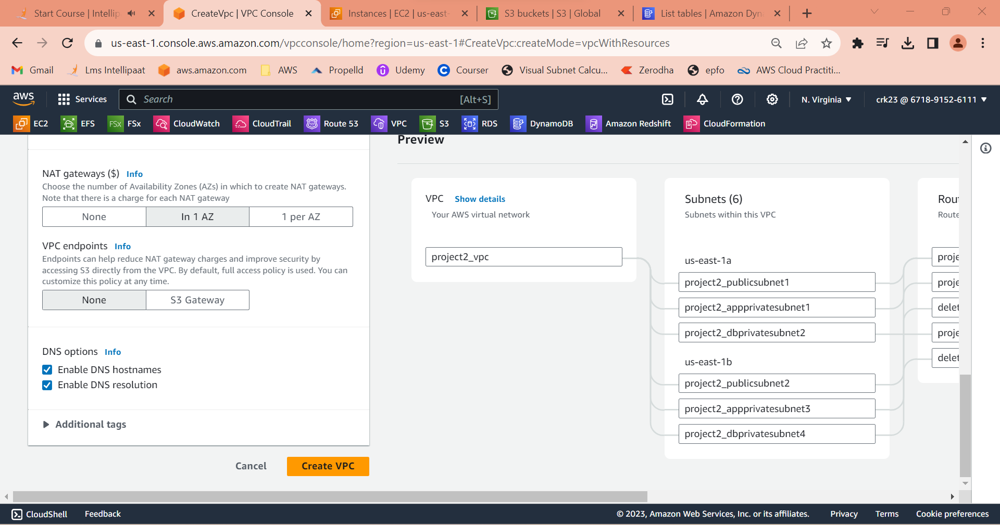 Start Course | Intellip
CreateVpc | VPC Console
Instances | EC2 | us-east-
S3 buckets | S3 | Global
List tables | Amazon Dyn
us-east-1.console.aws.amazon.com/vpcconsole/home?region=us-east-1#CreateVpc:createMode=vpcWithResources
Gmail
Lms Intellipaat
aws.amazon.com
AWS
Propelld
Udemy
Courser
Visual Subnet Calcu...
Zerodha
epfo
AWS Cloud Practiti...
aws
Services
Search
[Alt+S]
N. Virginia
crk23 @ 6718-9152-6111
EC2
EFS
FSx
FSx
CloudWatch
CloudTrail
Route 53
VPC
S3
RDS
DynamoDB
Amazon Redshift
CloudFormation
NAT gateways ($) Info
Choose the number of Availability Zones (AZs) in which to create NAT gateways.
Note that there is a charge for each NAT gateway
None
In 1 AZ
1 per AZ
VPC endpoints Info
Endpoints can help reduce NAT gateway charges and improve security by
accessing S3 directly from the VPC. By default, full access policy is used. You can
customize this policy at any time.
None
S3 Gateway
DNS options Info
Enable DNS hostnames
Enable DNS resolution
Additional tags
Cancel
Create VPC
Preview
VPC Show details
Your AWS virtual network
project2_vpc
Subnets (6)
Subnets within this VPC
us-east-1a
project2_publicsubnet1
project2_appprivatesubnet1
project2_dbprivatesubnet2
us-east-1b
project2_publicsubnet2
project2_appprivatesubnet3
project2_dbprivatesubnet4
Rou
Route
proje
proje
delet
proje
delet
CloudShell
Feedback
© 2023, Amazon Web Services, Inc. or its affiliates.
Privacy
Terms
Cookie preferences